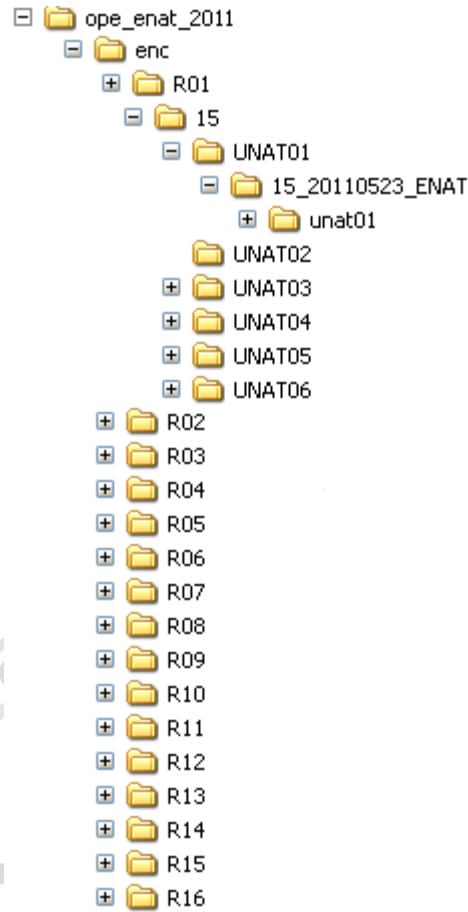 ope_enat_2011
enc
R01
15
UNAT01
15_20110523_ENAT
unat01
UNAT02
UNAT03
UNAT04
UNAT05
UNAT06
R02
R03
R04
R05
R06
R07
R08
R09
R10
R11
R12
R13
R14
R15
R16